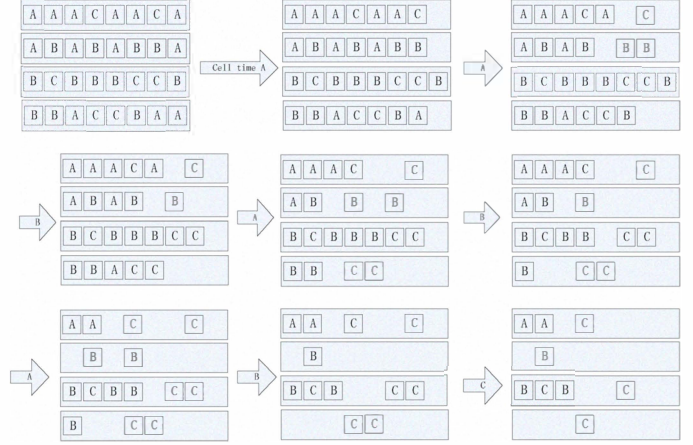 A A A C A A C A
A B A B A B B A
B C B B B C C B
B B A C C B A A
Cell time A
A A A C A A C
A B A B A B B
B C B B B C C B
B B A C C B A
A
A A A C A C
A B A B B B
B C B B B C C B
B B A C C B
B
A A A C A C
A B A B B
B C B B B C C
B B A C C
A
A A A C C
A B B B
B C B B B C C
B B C C
B
A A A C C
A B B
B C B B C C
B C C
A
A A C C
B B
B C B B C C
B C C
B
A A C C
B
B C B C C
C C
C
A A C
B
B C B C
C